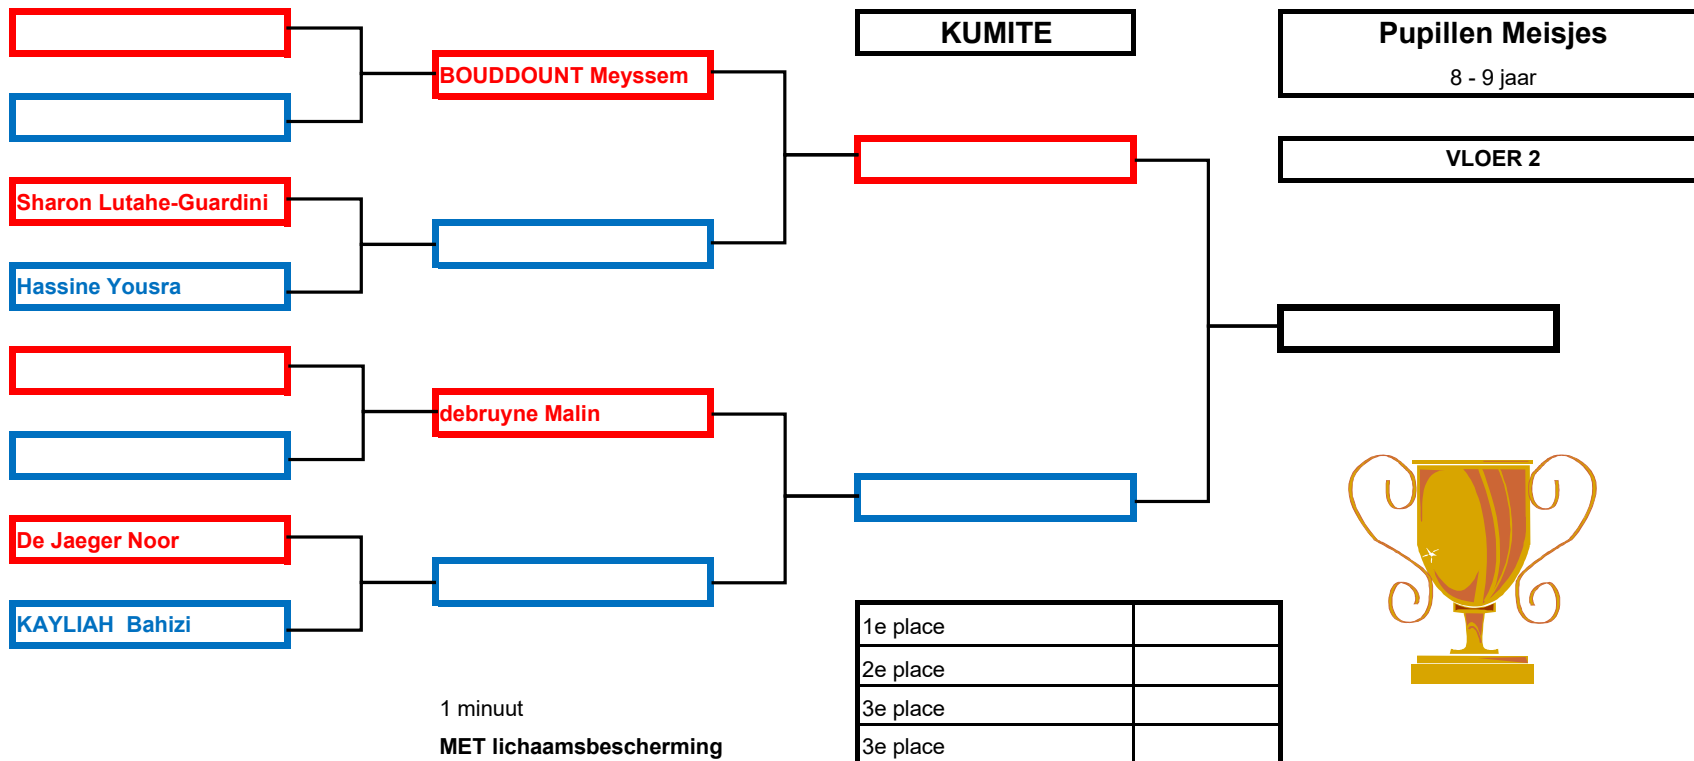 KUMITE
Pupillen Meisjes
8 - 9 jaar
BOUDDOUNT Meyssem
VLOER 2
Sharon Lutahe-Guardini
Hassine Yousra
debruyne Malin
De Jaeger Noor
KAYLIAH  Bahizi
1e place
2e place
1 minuut
3e place
MET lichaamsbescherming
3e place